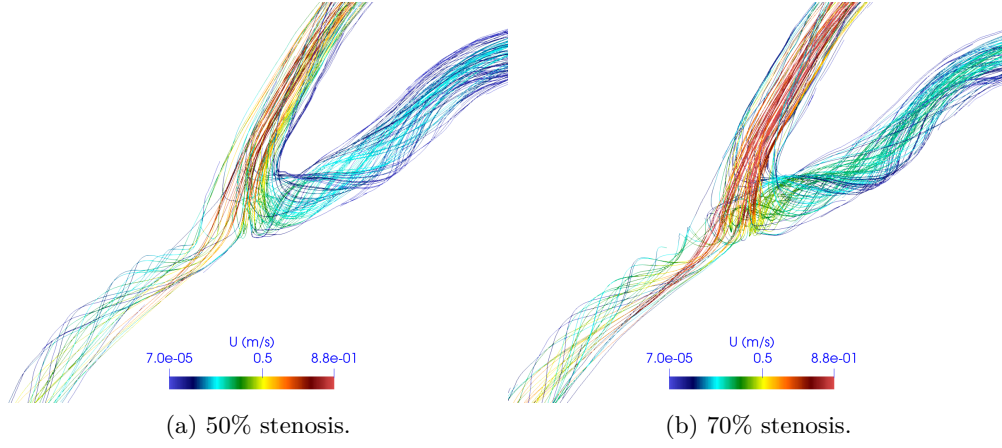 U (m/s)
7.0e-05 0.5 8.8e-01
(a) 50% stenosis.
U (m/s)
7.0e-05 0.5 8.8e-01
(b) 70% stenosis.